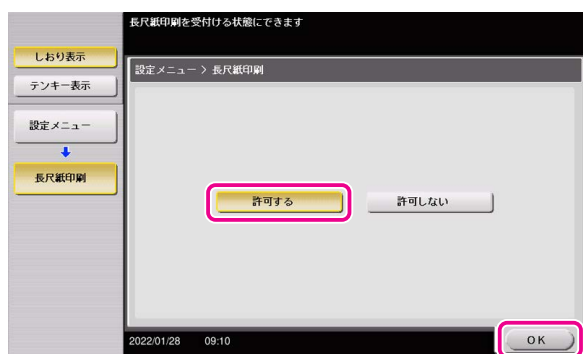 長尺紙印刷を受付ける状態にできます
しおり表示
テンキー表示
設定メニュー
長尺紙印刷
設定メニュー > 長尺紙印刷
許可する
許可しない
2022/01/28 09:10
OK